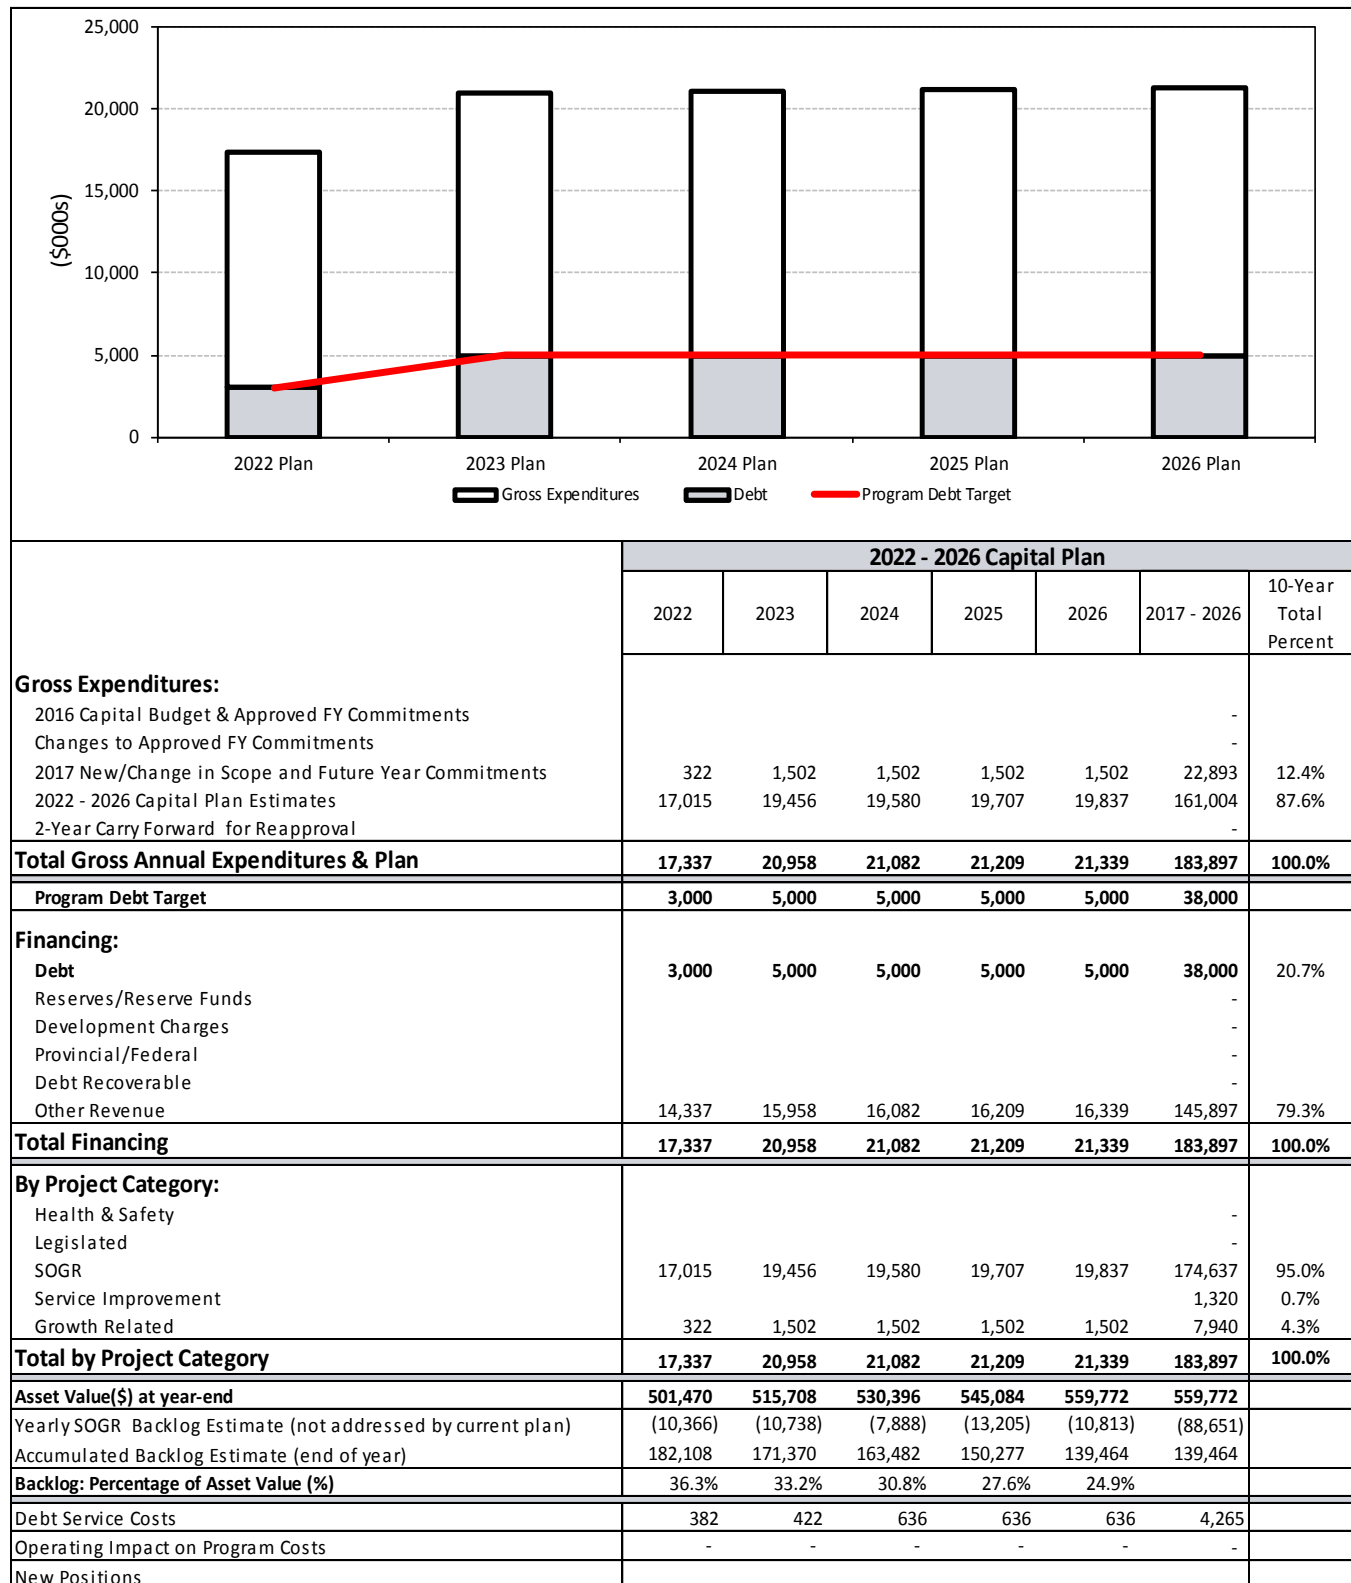 25,000
20,000
15,000
10,000
5,000
0
($000s)
2022 Plan 2023 Plan 2024 Plan 2025 Plan 2026 Plan
Gross Expenditures Debt Program Debt Target
2022 - 2026 Capital Plan
2022 2023 2024 2025 2026 2017 - 2026 10-Year Total Percent
Gross Expenditures:
2016 Capital Budget & Approved FY Commitments -
Changes to Approved FY Commitments -
2017 New/Change in Scope and Future Year Commitments 322 1,502 1,502 1,502 1,502 22,893 12.4%
2022 - 2026 Capital Plan Estimates 17,015 19,456 19,580 19,707 19,837 161,004 87.6%
2-Year Carry Forward for Reapproval -
Total Gross Annual Expenditures & Plan 17,337 20,958 21,082 21,209 21,339 183,897 100.0%
Program Debt Target 3,000 5,000 5,000 5,000 5,000 38,000
Financing:
Debt 3,000 5,000 5,000 5,000 5,000 38,000 20.7%
Reserves/Reserve Funds -
Development Charges -
Provincial/Federal -
Debt Recoverable -
Other Revenue 14,337 15,958 16,082 16,209 16,339 145,897 79.3%
Total Financing 17,337 20,958 21,082 21,209 21,339 183,897 100.0%
By Project Category:
Health & Safety -
Legislated -
SOGR 17,015 19,456 19,580 19,707 19,837 174,637 95.0%
Service Improvement 1,320 0.7%
Growth Related 322 1,502 1,502 1,502 1,502 7,940 4.3%
Total by Project Category 17,337 20,958 21,082 21,209 21,339 183,897 100.0%
Asset Value($) at year-end 501,470 515,708 530,396 545,084 559,772 559,772
Yearly SOGR Backlog Estimate (not addressed by current plan) (10,366) (10,738) (7,888) (13,205) (10,813) (88,651)
Accumulated Backlog Estimate (end of year) 182,108 171,370 163,482 150,277 139,464 139,464
Backlog: Percentage of Asset Value (%) 36.3% 33.2% 30.8% 27.6% 24.9%
Debt Service Costs 382 422 636 636 636 4,265
Operating Impact on Program Costs - - - - - -
New Positions